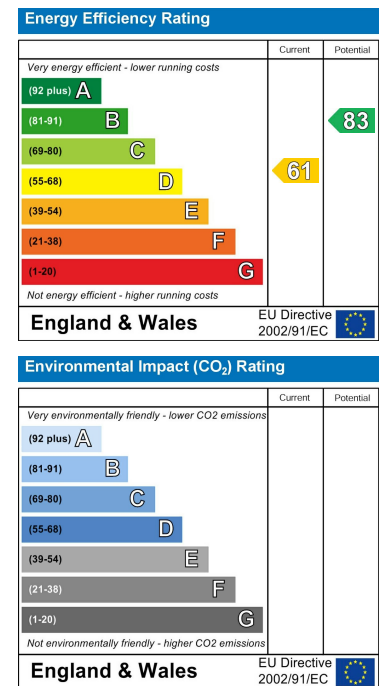 Energy Efficiency Rating
Current Potential
Very energy efficient - lower running costs
(92 plus) A
(81-91) B
83
(69-80) C
61
(55-68) D
(39-54) E
(21-38) F
(1-20) G
Not energy efficient - higher running costs
England & Wales
EU Directive
2002/91/EC
Environmental Impact (CO₂) Rating
Current Potential
Very environmentally friendly - lower CO2 emissions
(92 plus) A
(81-91) B
(69-80) C
(55-68) D
(39-54) E
(21-38) F
(1-20) G
Not environmentally friendly - higher CO2 emissions
England & Wales
EU Directive
2002/91/EC